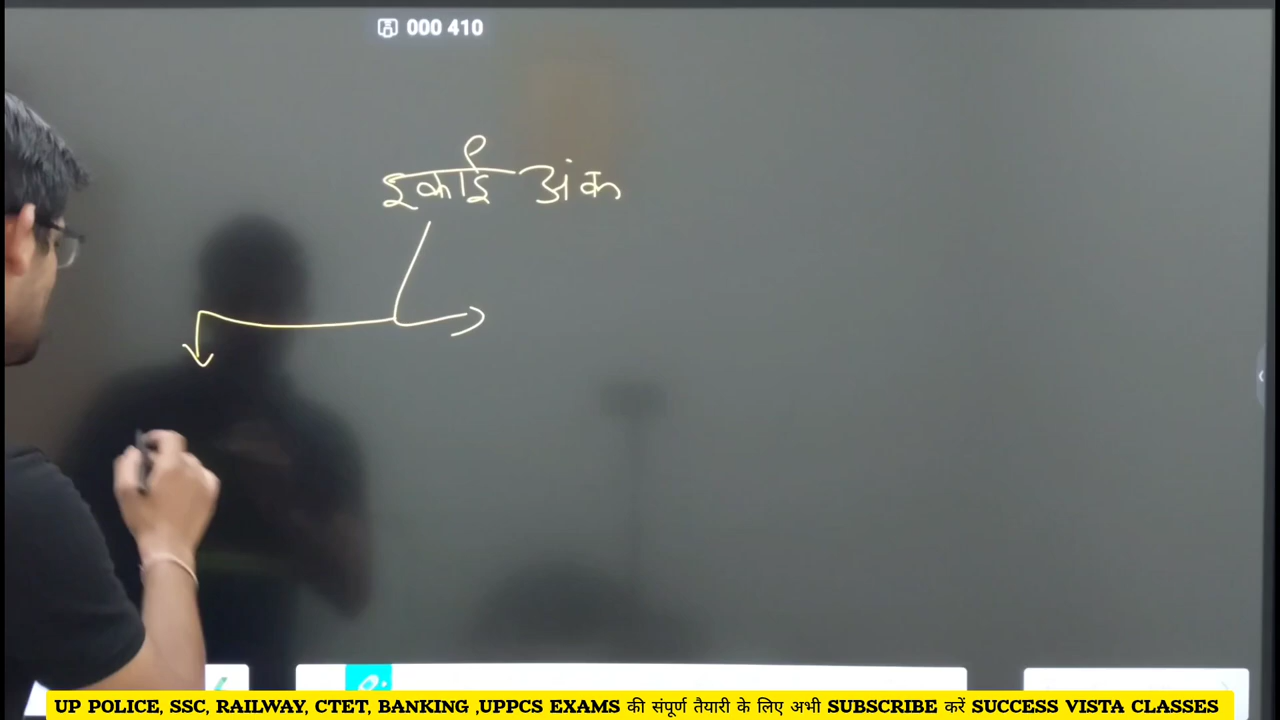 000 410
इकाई अंक
UP POLICE, SSC, RAILWAY, CTET, BANKING ,UPPCS EXAMS की संपूर्ण तैयारी के लिए अभी SUBSCRIBE करें SUCCESS VISTA CLASSES